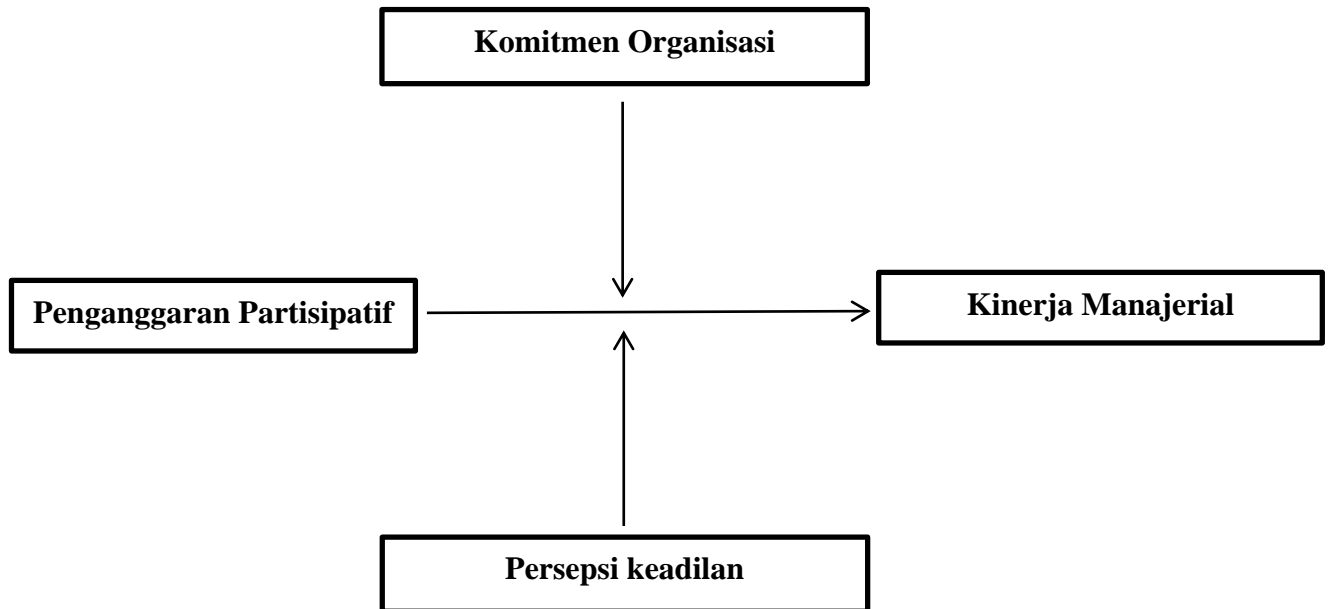 Komitmen Organisasi
Penganggaran Partisipatif
Kinerja Manajerial
Persepsi keadilan